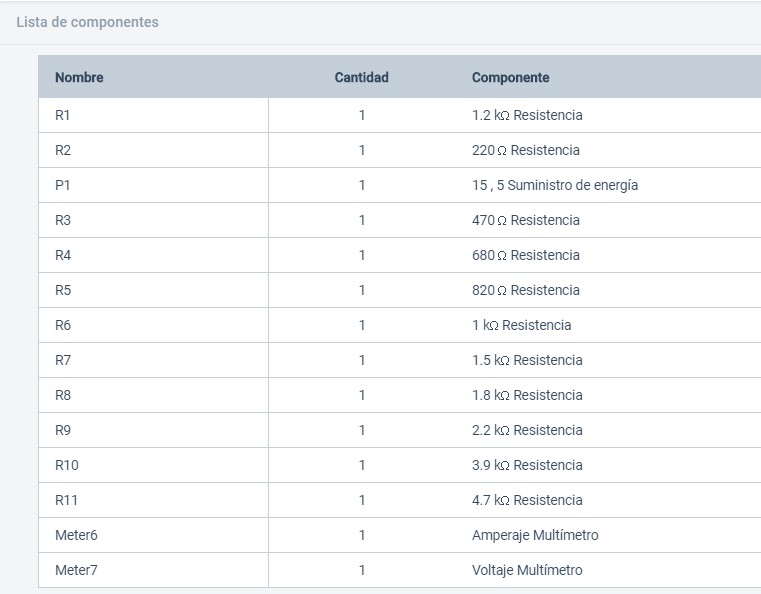 Lista de componentes
Nombre Cantidad Componente
R1 1 1.2 kΩ Resistencia
R2 1 220 Ω Resistencia
P1 1 15 , 5 Suministro de energía
R3 1 470 Ω Resistencia
R4 1 680 Ω Resistencia
R5 1 820 Ω Resistencia
R6 1 1 kΩ Resistencia
R7 1 1.5 kΩ Resistencia
R8 1 1.8 kΩ Resistencia
R9 1 2.2 kΩ Resistencia
R10 1 3.9 kΩ Resistencia
R11 1 4.7 kΩ Resistencia
Meter6 1 Amperaje Multímetro
Meter7 1 Voltaje Multímetro